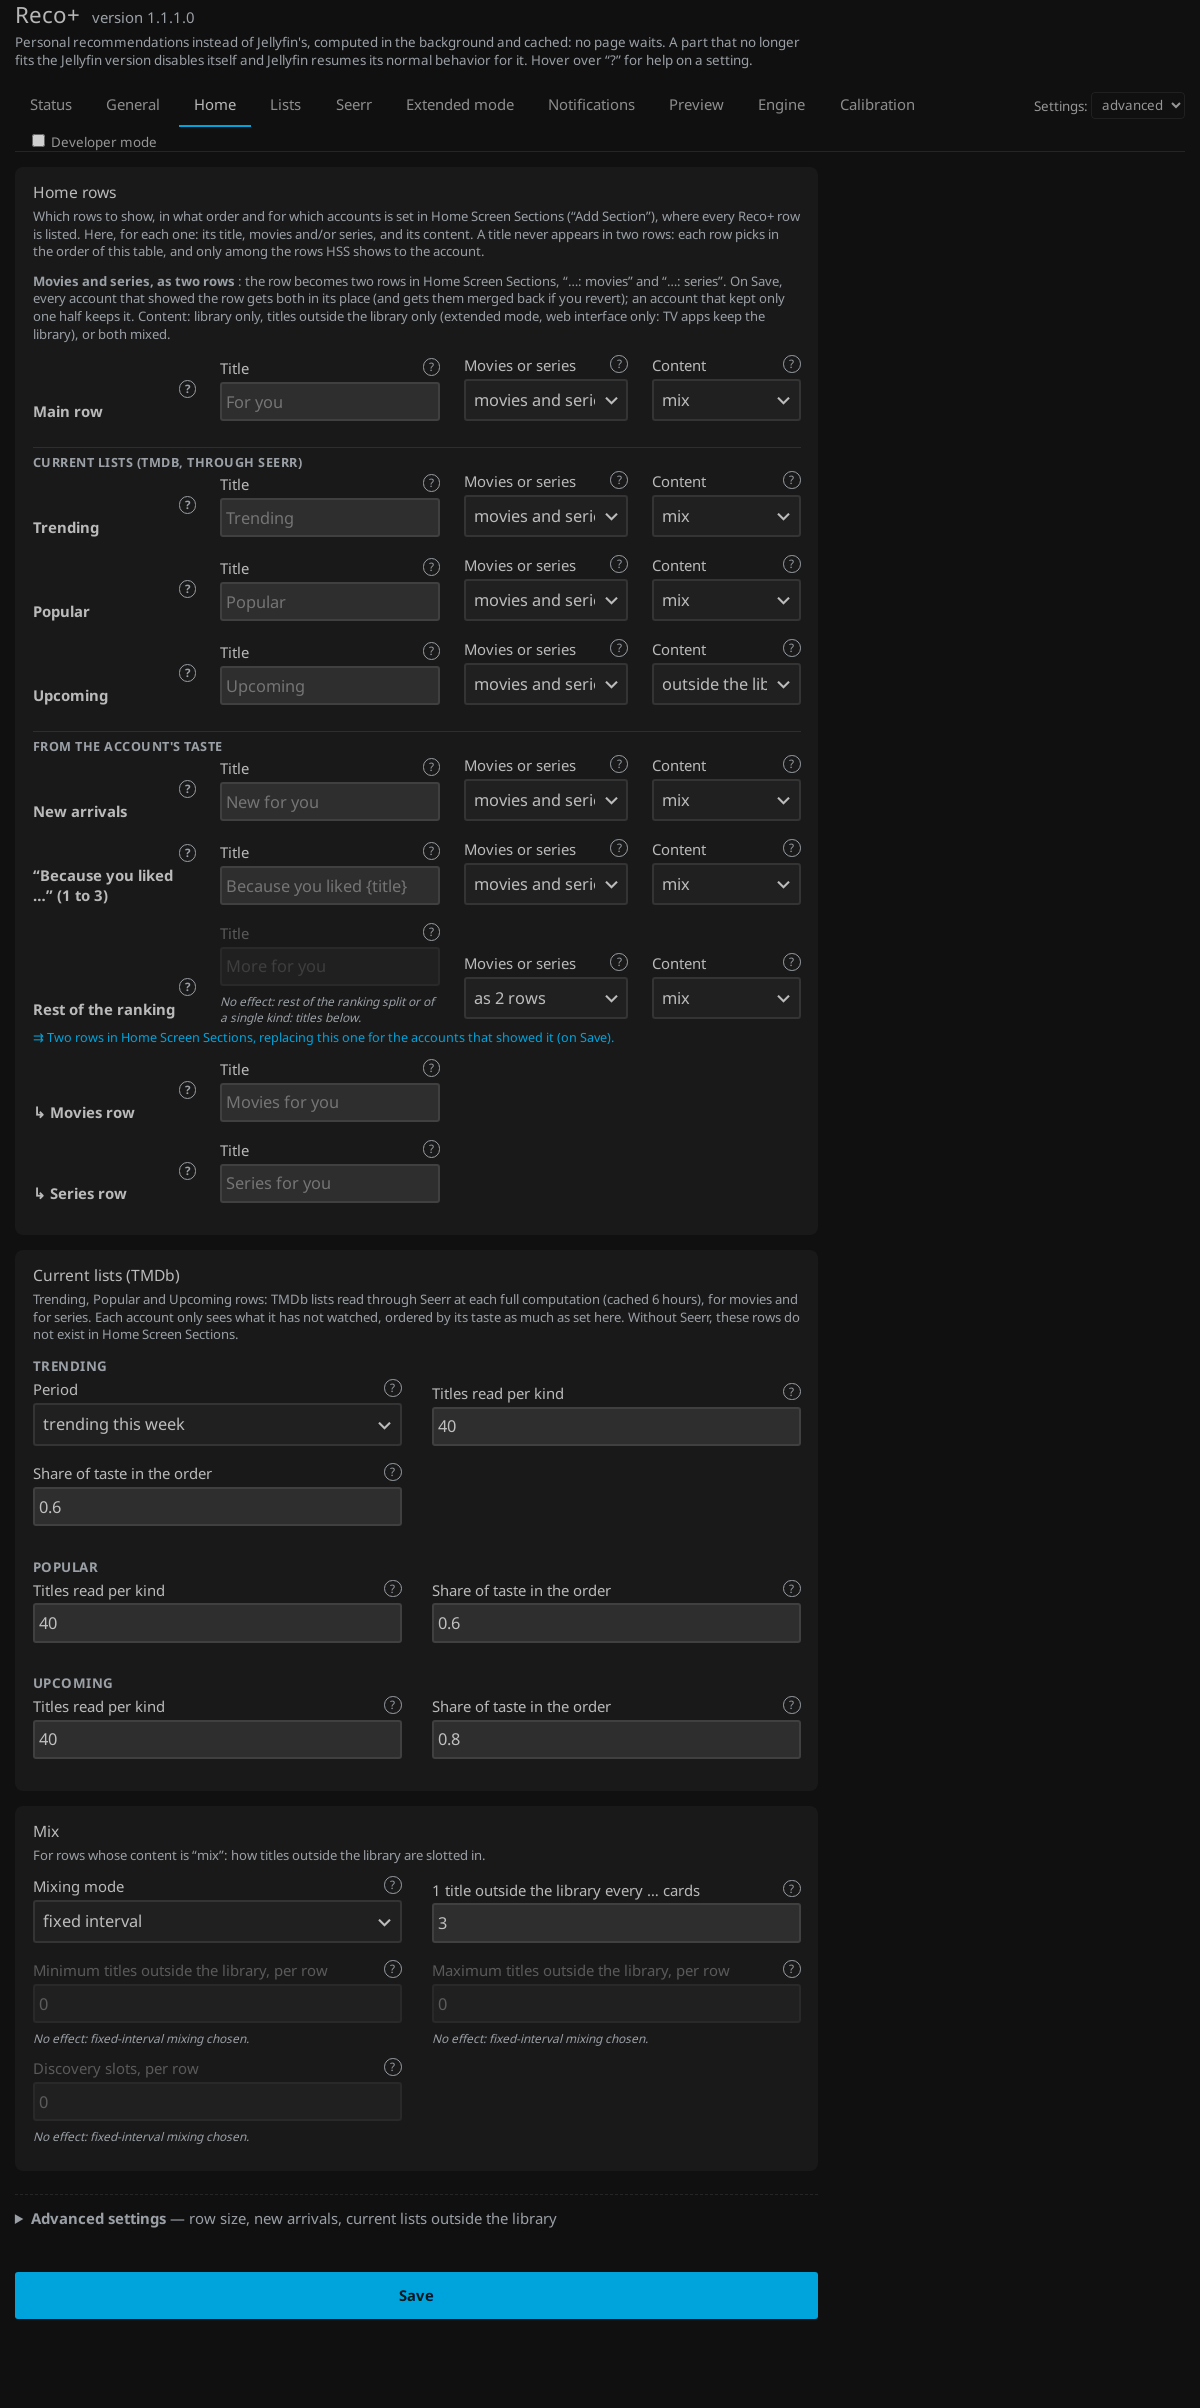 Reco+ version 1.1.1.0
Personal recommendations instead of Jellyfin's, computed in the background and cached: no page waits. A part that no longer
fits the Jellyfin version disables itself and Jellyfin resumes its normal behavior for it. Hover over “?” for help on a setting.
Status General Home Lists Seerr Extended mode Notifications Preview Engine Calibration Settings: advanced
Developer mode
Home rows
Which rows to show, in what order and for which accounts is set in Home Screen Sections (“Add Section”), where every Reco+ row
is listed. Here, for each one: its title, movies and/or series, and its content. A title never appears in two rows: each row picks in
the order of this table, and only among the rows HSS shows to the account.
Movies and series, as two rows : the row becomes two rows in Home Screen Sections, “…: movies” and “…: series”. On Save,
every account that showed the row gets both in its place (and gets them merged back if you revert); an account that kept only
one half keeps it. Content: library only, titles outside the library only (extended mode, web interface only: TV apps keep the
library), or both mixed.
Title ? Movies or series ? Content ?
Main row ? For you movies and seri mix
CURRENT LISTS (TMDB, THROUGH SEERR)
Title ? Movies or series ? Content ?
Trending ? Trending movies and seri mix
Title ? Movies or series ? Content ?
Popular ? Popular movies and seri mix
Title ? Movies or series ? Content ?
Upcoming ? Upcoming movies and seri outside the lib
FROM THE ACCOUNT'S TASTE
Title ? Movies or series ? Content ?
New arrivals ? New for you movies and seri mix
? Title ? Movies or series ? Content ?
“Because you liked
…” (1 to 3) Because you liked {title} movies and seri mix
Title ?
More for you Movies or series ? Content ?
Rest of the ranking ? as 2 rows mix
No effect: rest of the ranking split or of
a single kind: titles below.
⇉ Two rows in Home Screen Sections, replacing this one for the accounts that showed it (on Save).
Title ?
↳ Movies row ? Movies for you
Title ?
↳ Series row ? Series for you
Current lists (TMDb)
Trending, Popular and Upcoming rows: TMDb lists read through Seerr at each full computation (cached 6 hours), for movies and
for series. Each account only sees what it has not watched, ordered by its taste as much as set here. Without Seerr, these rows do
not exist in Home Screen Sections.
TRENDING
Period ? Titles read per kind ?
trending this week 40
Share of taste in the order ?
0.6
POPULAR
Titles read per kind ? Share of taste in the order ?
40 0.6
UPCOMING
Titles read per kind ? Share of taste in the order ?
40 0.8
Mix
For rows whose content is “mix”: how titles outside the library are slotted in.
Mixing mode ? 1 title outside the library every … cards ?
fixed interval 3
Minimum titles outside the library, per row ? Maximum titles outside the library, per row ?
0 0
No effect: fixed-interval mixing chosen. No effect: fixed-interval mixing chosen.
Discovery slots, per row ?
0
No effect: fixed-interval mixing chosen.
Advanced settings — row size, new arrivals, current lists outside the library
Save